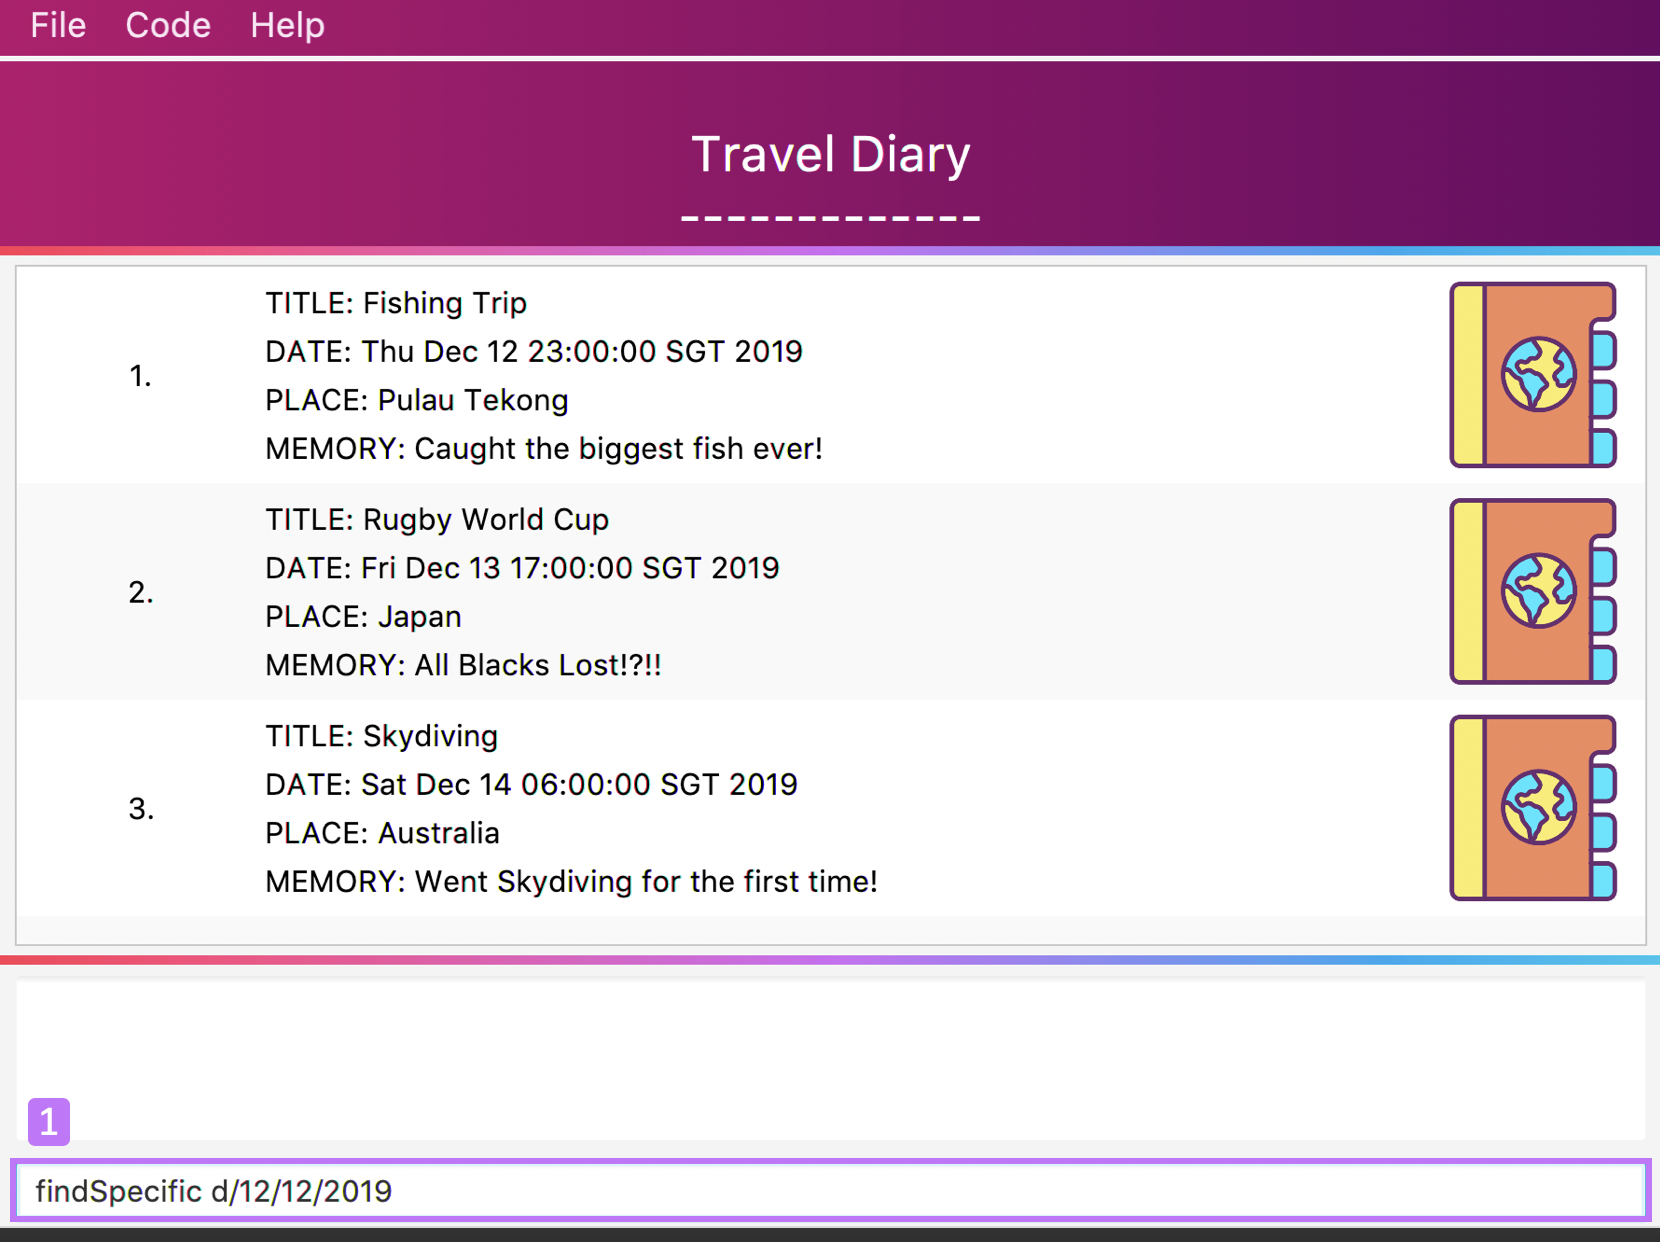 File Code Help
Travel Diary
-------------
1.
TITLE: Fishing Trip
DATE: Thu Dec 12 23:00:00 SGT 2019
PLACE: Pulau Tekong
MEMORY: Caught the biggest fish ever!
2.
TITLE: Rugby World Cup
DATE: Fri Dec 13 17:00:00 SGT 2019
PLACE: Japan
MEMORY: All Blacks Lost!?!!
3.
TITLE: Skydiving
DATE: Sat Dec 14 06:00:00 SGT 2019
PLACE: Australia
MEMORY: Went Skydiving for the first time!
1
findSpecific d/12/12/2019